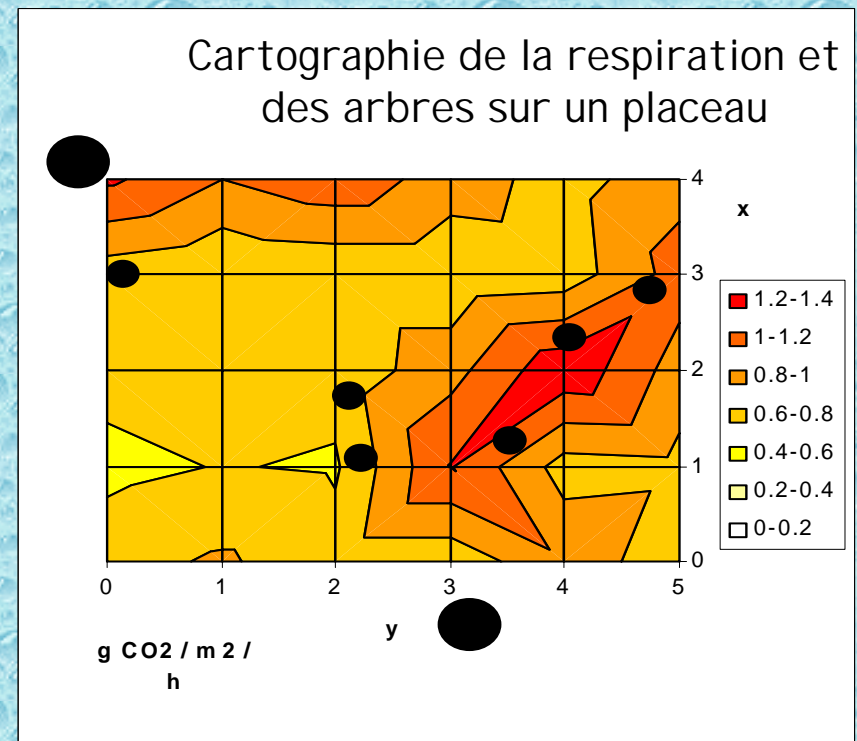 Cartographie de la respiration et
des arbres sur un placeau
4
x
3
2
1
0
1.2-1.4
1-1.2
0.8-1
0.6-0.8
0.4-0.6
0.2-0.4
0-0.2
0 1 2 3 4 5
y
g CO2 / m 2 /
h